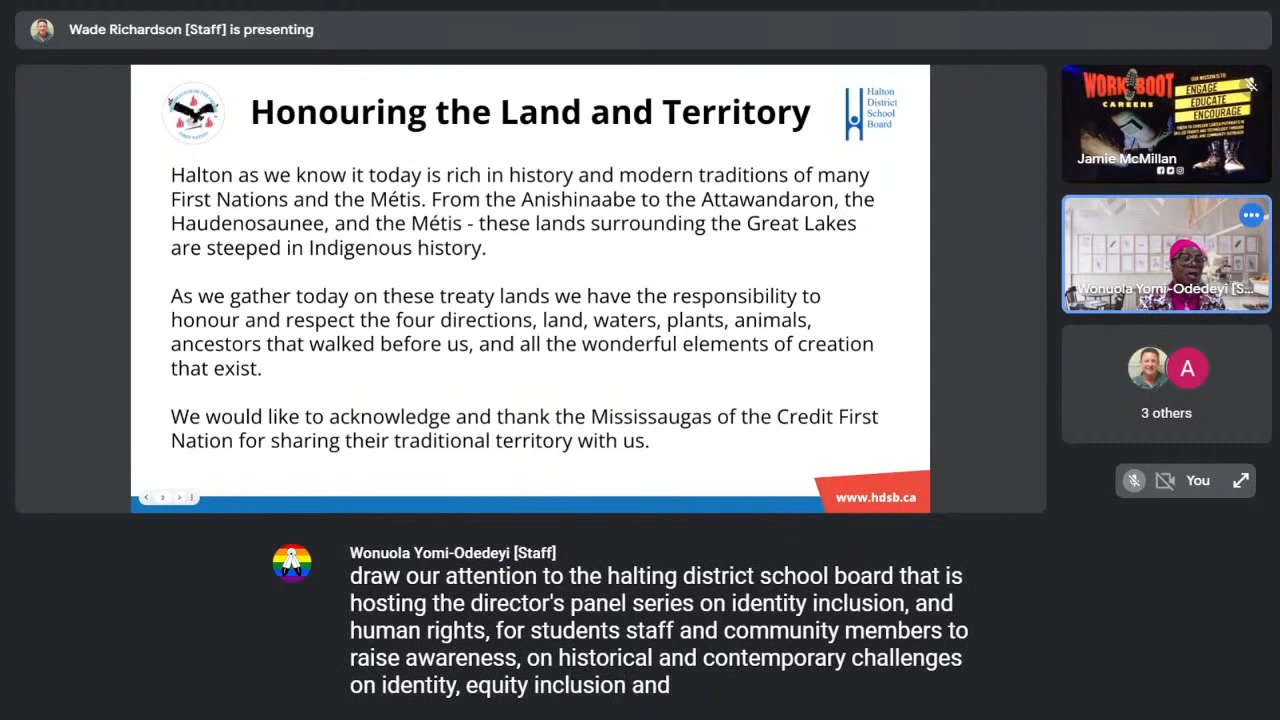 Wade Richardson [Staff] is presenting
Honouring the Land and Territory
Halton
District
School
Board
Halton as we know it today is rich in history and modern traditions of many
First Nations and the Métis. From the Anishinaabe to the Attawandaron, the
Haudenosaunee, and the Métis - these lands surrounding the Great Lakes
are steeped in Indigenous history.
As we gather today on these treaty lands we have the responsibility to
honour and respect the four directions, land, waters, plants, animals,
ancestors that walked before us, and all the wonderful elements of creation
that exist.
We would like to acknowledge and thank the Mississaugas of the Credit First
Nation for sharing their traditional territory with us.
2
www.hdsb.ca
WORK BOOT
CAREERS
OUR MISSION IS TO
ENGAGE
EDUCATE
ENCOURAGE
Jamie McMillan
Wonuola Yomi-Odedeyi [S...
A
3 others
You
Wonuola Yomi-Odedeyi [Staff]
draw our attention to the halting district school board that is
hosting the director's panel series on identity inclusion, and
human rights, for students staff and community members to
raise awareness, on historical and contemporary challenges
on identity, equity inclusion and